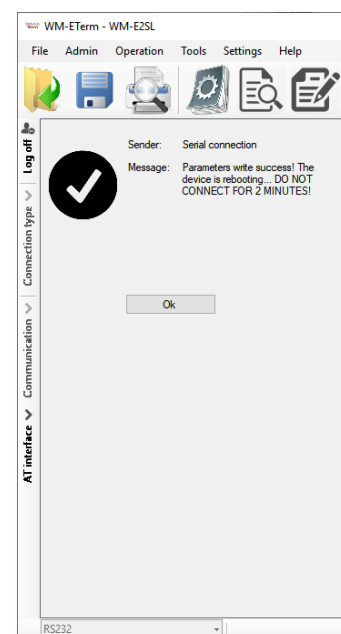 WM-ETerm - WM-E2SL
File Admin Operation Tools Settings Help
Log off
Connection type
Communication
AT interface
Sender: Serial connection
Message: Parameters write success! The
device is rebooting... DO NOT
CONNECT FOR 2 MINUTES!
Ok
RS232